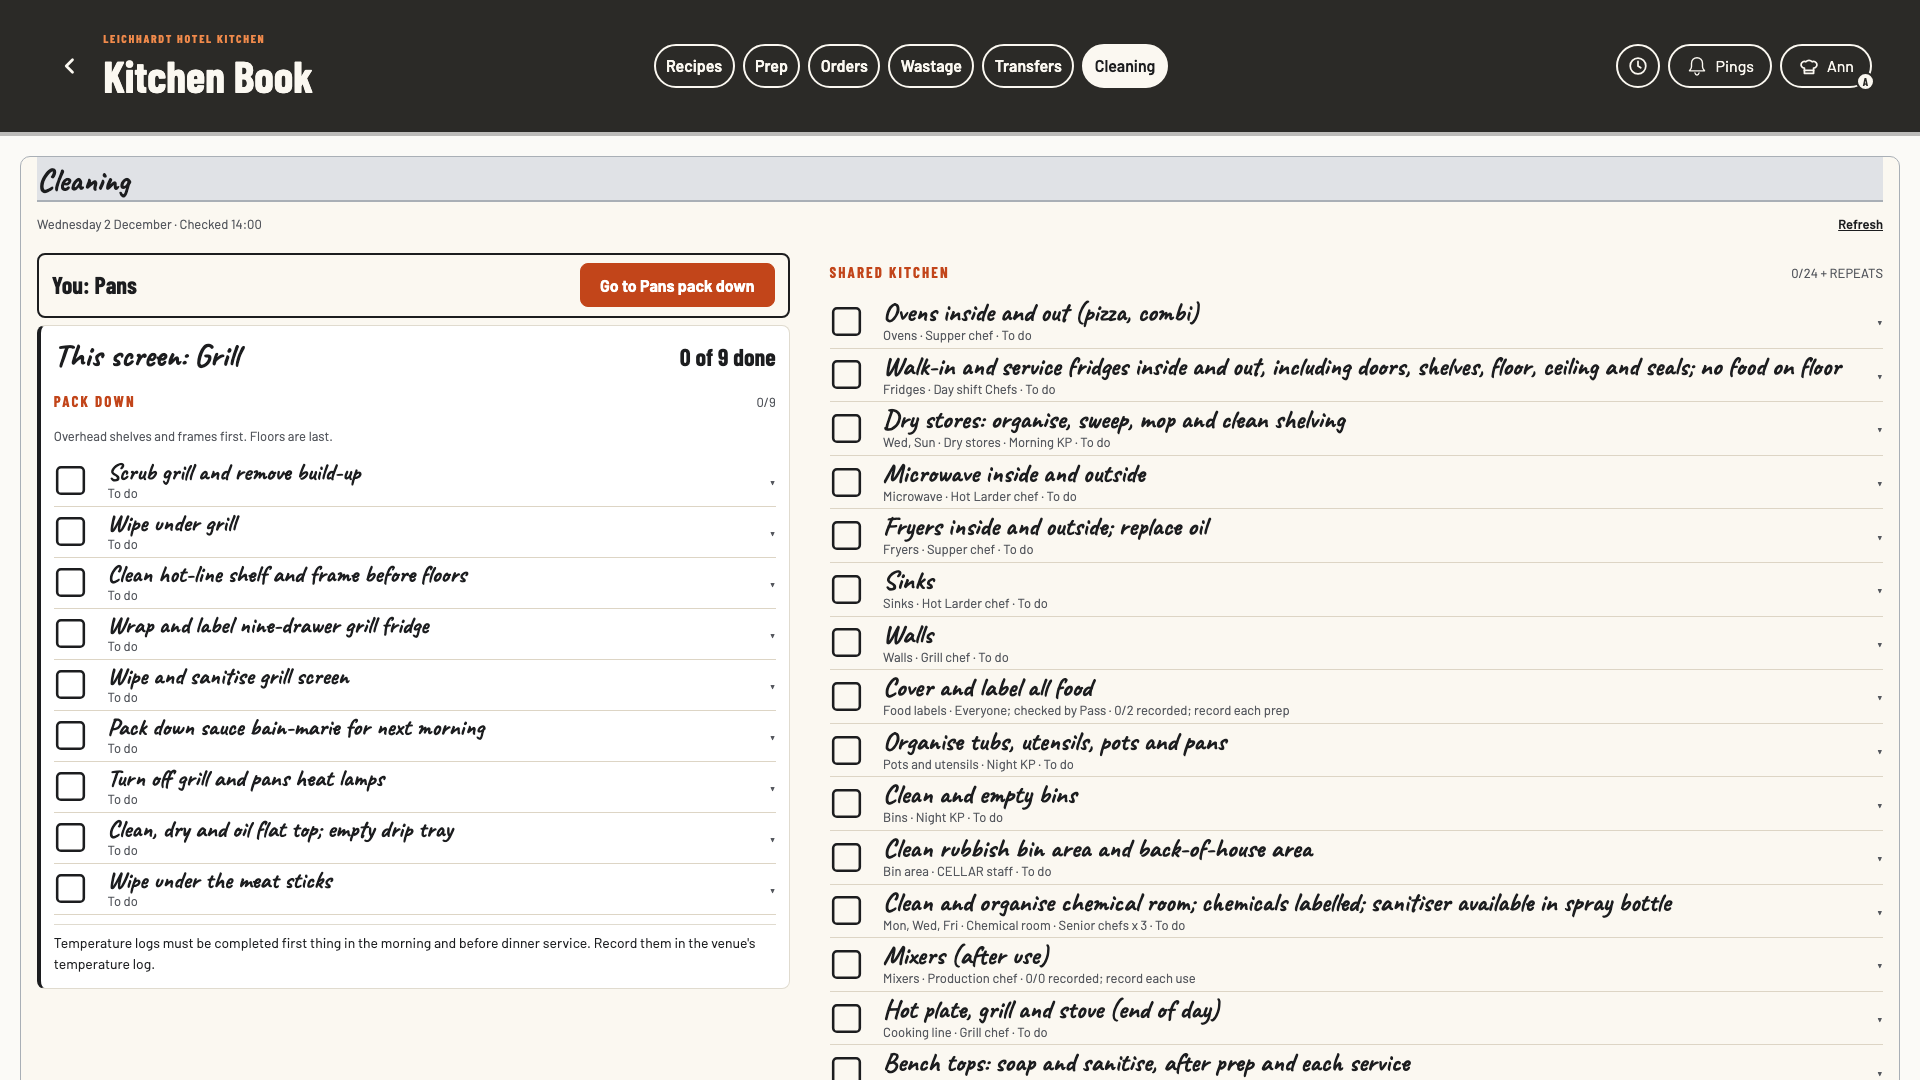 LEICHHARDT HOTEL KITCHEN
Kitchen Book
Recipes
Prep
Orders
Wastage
Transfers
Cleaning
Pings
Ann
A
Cleaning
Wednesday 2 December · Checked 14:00
Refresh
You: Pans
Go to Pans pack down
This screen: Grill
0 of 9 done
PACK DOWN
0/9
Overhead shelves and frames first. Floors are last.
Scrub grill and remove build-up
To do
Wipe under grill
To do
Clean hot-line shelf and frame before floors
To do
Wrap and label nine-drawer grill fridge
To do
Wipe and sanitise grill screen
To do
Pack down sauce bain-marie for next morning
To do
Turn off grill and pans heat lamps
To do
Clean, dry and oil flat top; empty drip tray
To do
Wipe under the meat sticks
To do
Temperature logs must be completed first thing in the morning and before dinner service. Record them in the venue's
temperature log.
SHARED KITCHEN
0/24 + REPEATS
Ovens inside and out (pizza, combi)
Ovens · Supper chef · To do
Walk-in and service fridges inside and out, including doors, shelves, floor, ceiling and seals; no food on floor
Fridges · Day shift Chefs · To do
Dry stores: organise, sweep, mop and clean shelving
Wed, Sun · Dry stores · Morning KP · To do
Microwave inside and outside
Microwave · Hot Larder chef · To do
Fryers inside and outside; replace oil
Fryers · Supper chef · To do
Sinks
Sinks · Hot Larder chef · To do
Walls
Walls · Grill chef · To do
Cover and label all food
Food labels · Everyone; checked by Pass · 0/2 recorded; record each prep
Organise tubs, utensils, pots and pans
Pots and utensils · Night KP · To do
Clean and empty bins
Bins · Night KP · To do
Clean rubbish bin area and back-of-house area
Bin area · CELLAR staff · To do
Clean and organise chemical room; chemicals labelled; sanitiser available in spray bottle
Mon, Wed, Fri · Chemical room · Senior chefs x 3 · To do
Mixers (after use)
Mixers · Production chef · 0/0 recorded; record each use
Hot plate, grill and stove (end of day)
Cooking line · Grill chef · To do
Bench tops: soap and sanitise, after prep and each service